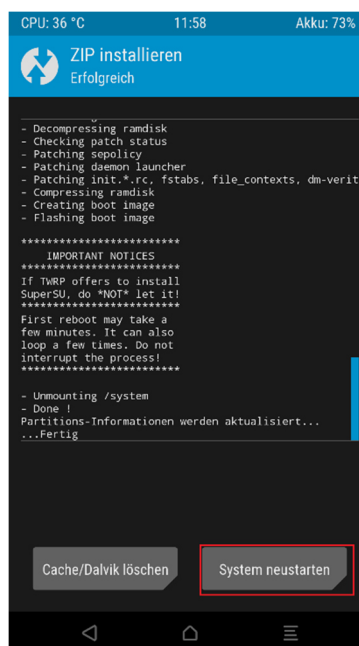 CPU: 36 °C 11:58 Akku: 73%
ZIP installieren
Erfolgreich
- Decompressing ramdisk
- Checking patch status
- Patching sepolicy
- Patching daemon launcher
- Patching init.*.rc, fstabs, file_contexts, dm-verit
- Compressing ramdisk
- Creating boot image
- Flashing boot image
*************************
IMPORTANT NOTICES
*************************
If TWRP offers to install
SuperSU, do *NOT* let it!
*************************
First reboot may take a
few minutes. It can also
loop a few times. Do not
interrupt the process!
*************************
- Unmounting /system
- Done !
Partitions-Informationen werden aktualisiert...
...Fertig
Cache/Dalvik löschen System neustarten